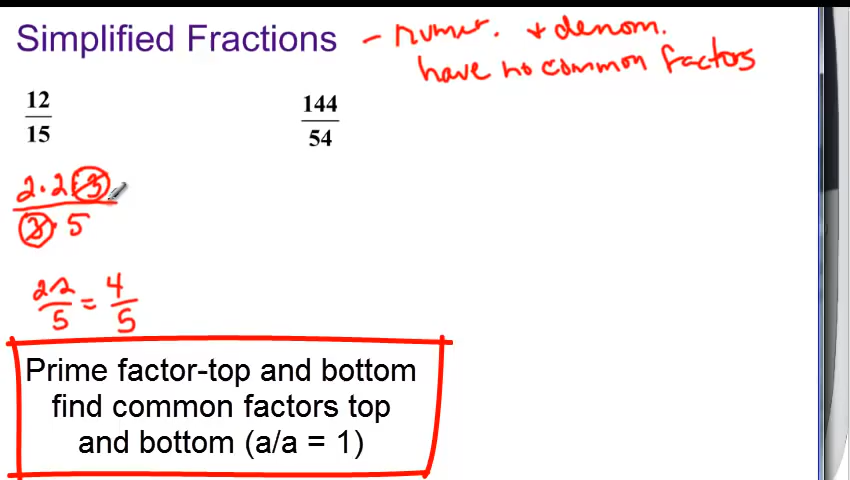 Simplified Fractions
- numer. + denom.
have no common factors
12
15
144
54
2·2·3
3·5
2·2
5
= 4
5
Prime factor-top and bottom
find common factors top
and bottom (a/a = 1)